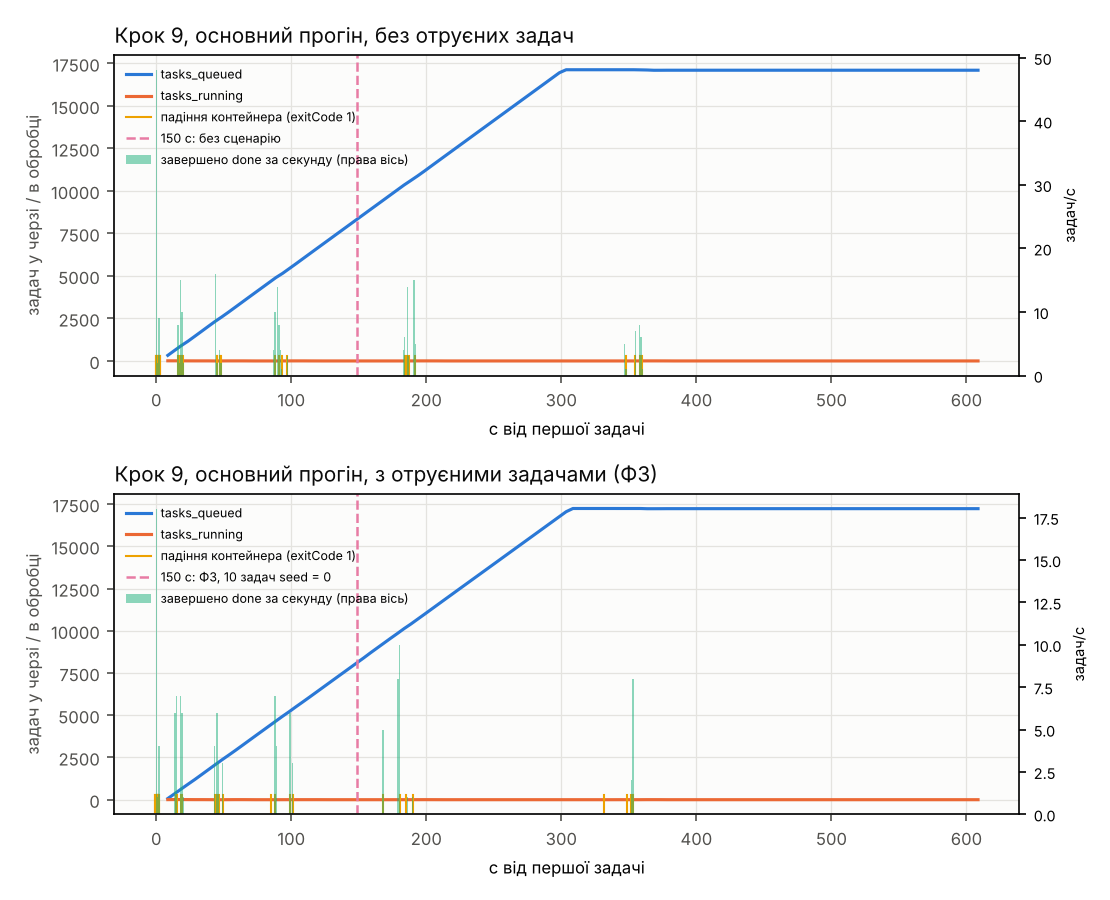 Крок 9, основний прогін, без отруєних задач
tasks_queued
tasks_running
падіння контейнера (exitCode 1)
150 с: без сценарію
завершено done за секунду (права вісь)
задач у черзі / в обробці
17500
15000
12500
10000
7500
5000
2500
0
50
40
30
20
10
0
задач/с
0 100 200 300 400 500 600
с від першої задачі
Крок 9, основний прогін, з отруєними задачами (Ф3)
tasks_queued
tasks_running
падіння контейнера (exitCode 1)
150 с: Ф3, 10 задач seed = 0
завершено done за секунду (права вісь)
задач у черзі / в обробці
17500
15000
12500
10000
7500
5000
2500
0
17.5
15.0
12.5
10.0
7.5
5.0
2.5
0.0
задач/с
0 100 200 300 400 500 600
с від першої задачі